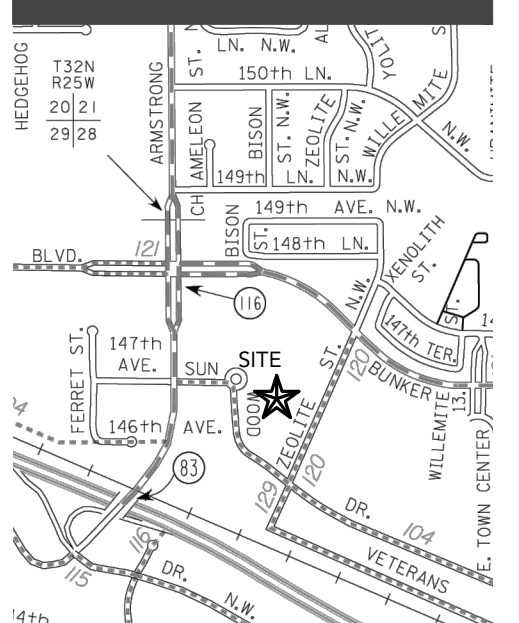 LN. N.W.
150th LN.
T32N
R25W
20 21
29 28
HEDGEHOG
ARMSTRONG
ST.
CH AMELEON
BISON
ST. N.W.
ZEOLITE
ST. N.W.
WILLEMITE
N.W.
YOLIT
149th LN. N.W.
149th AVE. N.W.
BISON
ST.
148th LN.
XENOLITH
ST.
BLVD.
121
116
N.W.
147th TER.
ST.
147th
AVE.
FERRET ST.
SUN
WOOD
SITE
ST.
ZEOLITE
120
BUNKER
146th AVE.
83
WILLEMITE
13.
E. TOWN CENTER
129
120
DR.
104
VETERANS
115
116
DR.
N.W.